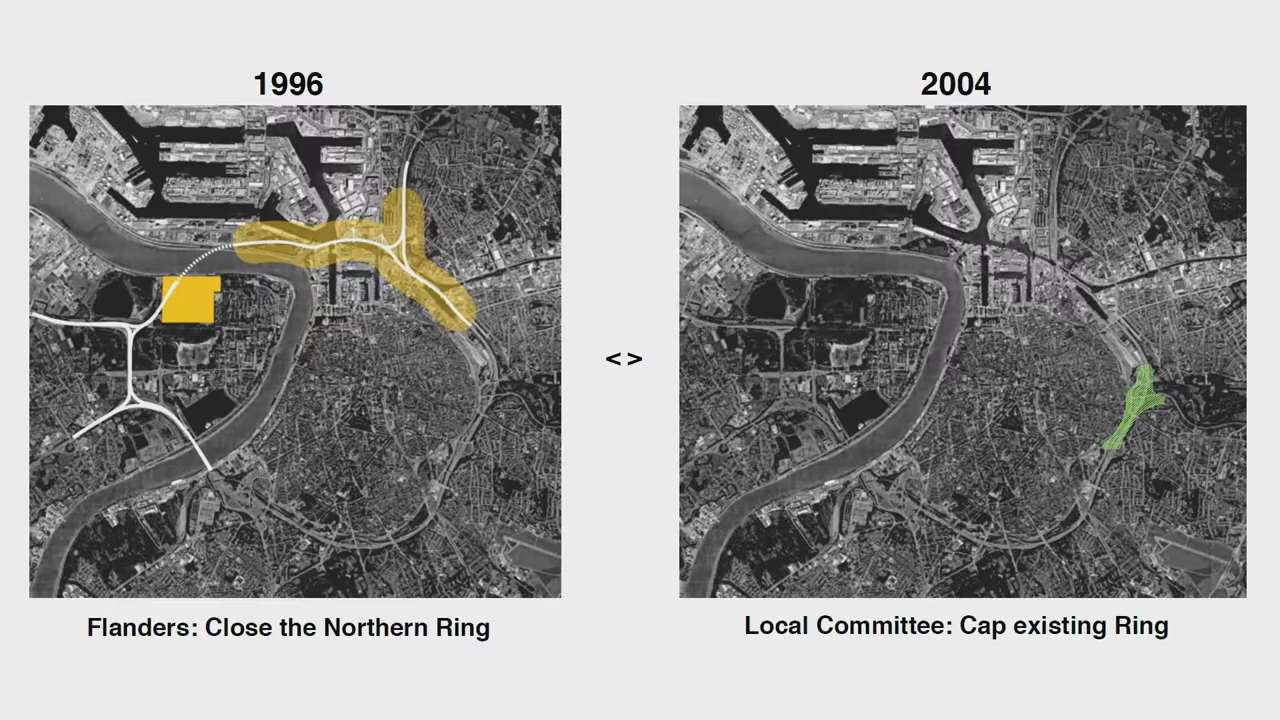 1996
2004
<>
Flanders: Close the Northern Ring
Local Committee: Cap existing Ring